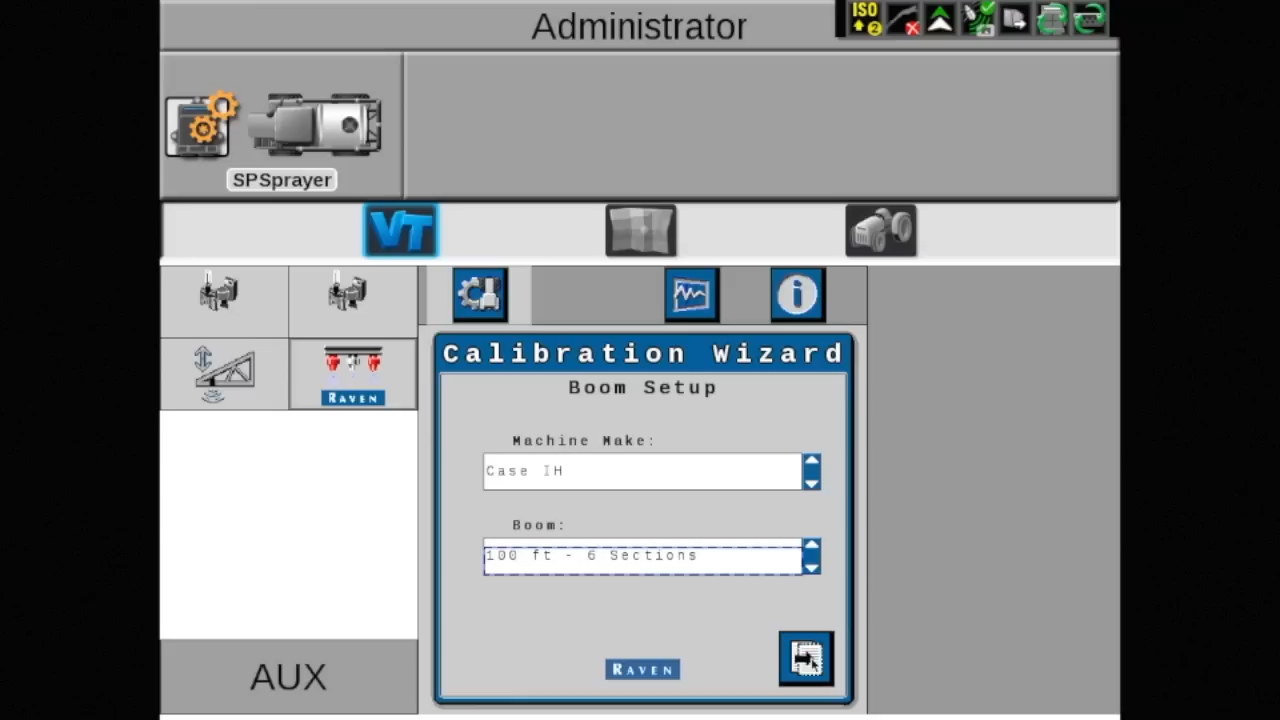 Administrator
ISO
2
SPSprayer
VT
Calibration Wizard
Boom Setup
Machine Make:
Case IH
RAVEN
Boom:
100 ft - 6 Sections
RAVEN
AUX